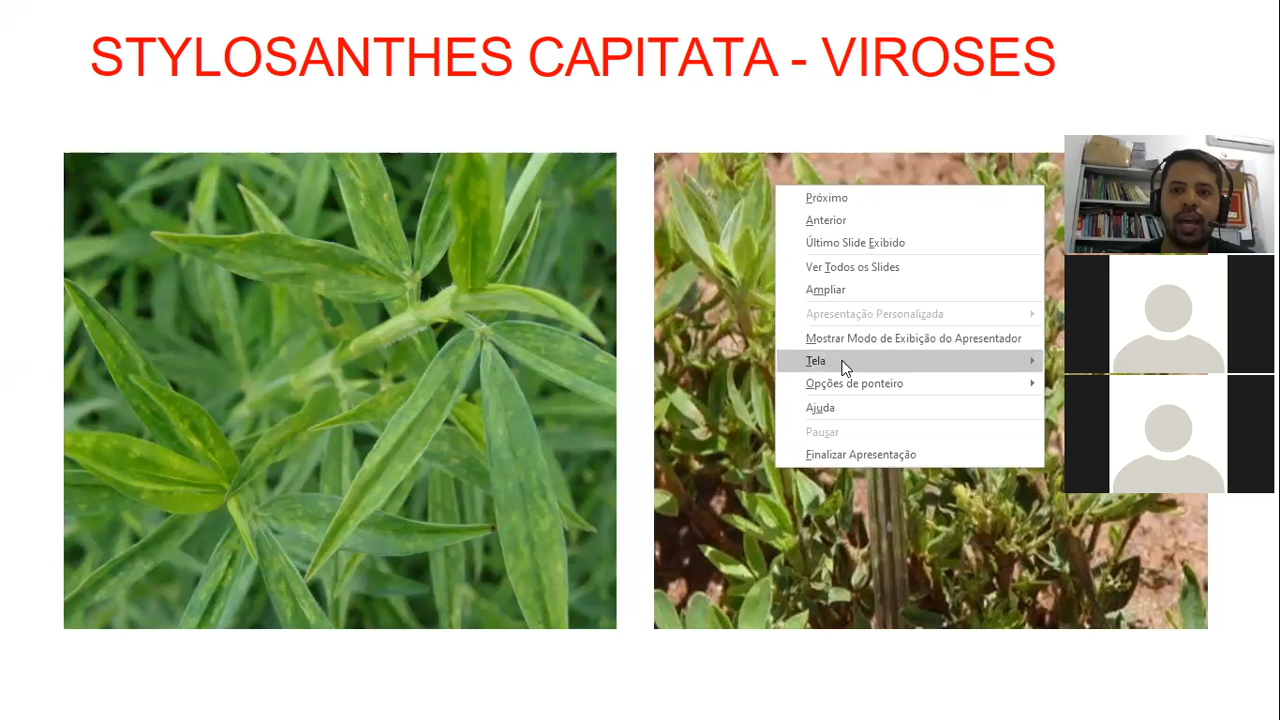 STYLOSANTHES CAPITATA - VIROSES
Próximo
Anterior
Último Slide Exibido
Ver Todos os Slides
Ampliar
Apresentação Personalizada
Mostrar Modo de Exibição do Apresentador
Tela
Opções de ponteiro
Ajuda
Pausar
Finalizar Apresentação